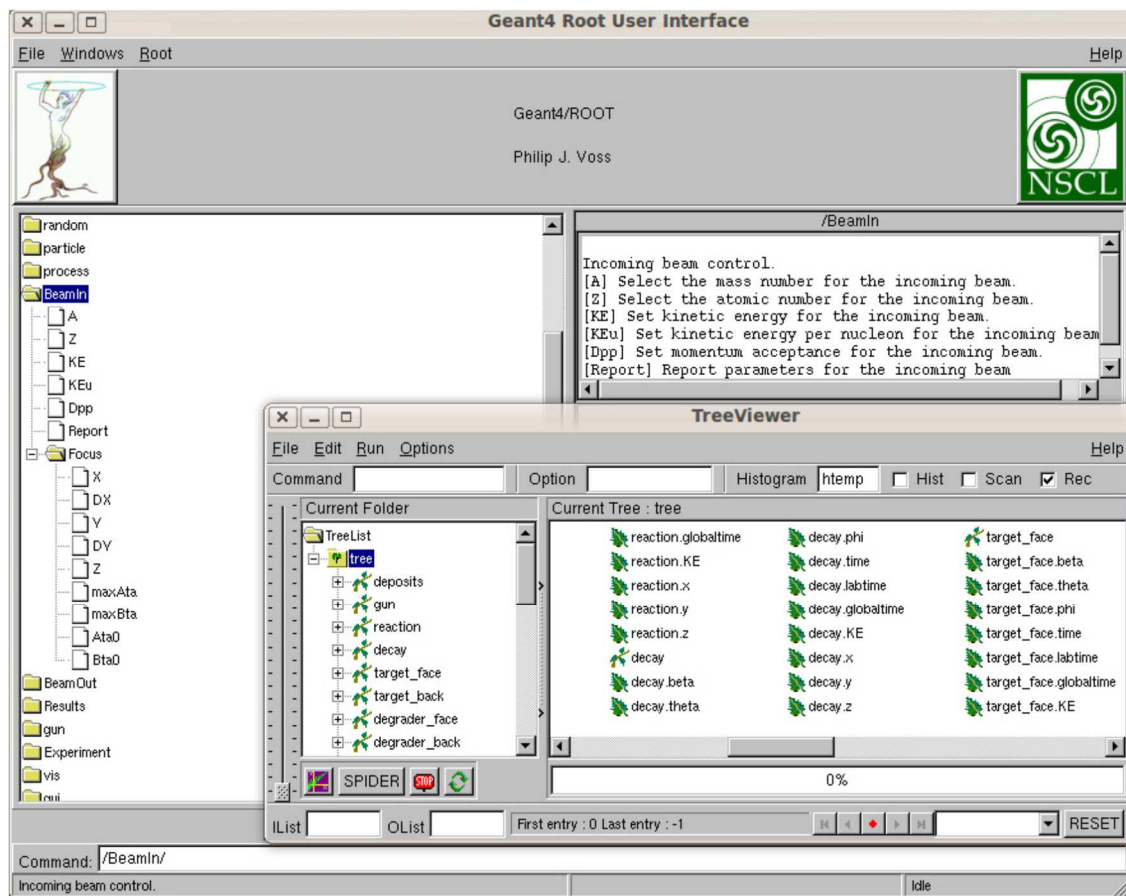 Geant4 Root User Interface
File Windows Root Help
Geant4/ROOT
Philip J. Voss
NSCL
random
particle
process
BeamIn
A
Z
KE
KEu
Dpp
Report
Focus
X
DX
Y
DY
Z
maxAta
maxBta
Ata0
Bta0
BeamOut
Results
gun
Experiment
vis
gui
/BeamIn
Incoming beam control.
[A] Select the mass number for the incoming beam.
[Z] Select the atomic number for the incoming beam.
[KE] Set kinetic energy for the incoming beam.
[KEu] Set kinetic energy per nucleon for the incoming beam
[Dpp] Set momentum acceptance for the incoming beam.
[Report] Report parameters for the incoming beam
TreeViewer
File Edit Run Options Help
Command Option Histogram htemp Hist Scan Rec
Current Folder
TreeList
tree
deposits
gun
reaction
decay
target_face
target_back
degrader_face
degrader_back
SPIDER STOP
Current Tree : tree
reaction.globaltime decay.phi target_face
reaction.KE decay.time target_face.beta
reaction.x decay.labtime target_face.theta
reaction.y decay.globaltime target_face.phi
reaction.z decay.KE target_face.time
decay decay.x target_face.labtime
decay.beta decay.y target_face.globaltime
decay.theta decay.z target_face.KE
0%
IList OList First entry : 0 Last entry : -1 RESET
Command: /BeamIn/
Incoming beam control. Idle